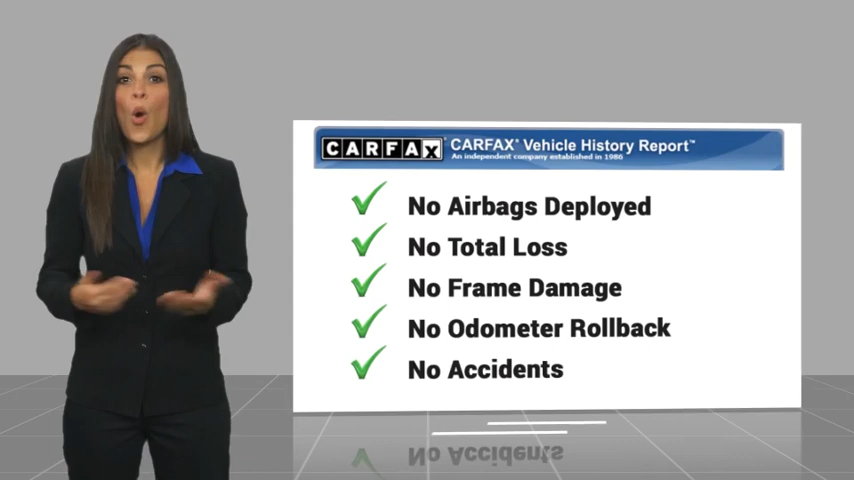 CARFAX CARFAX® Vehicle History Report™
An independent company established in 1986
No Airbags Deployed
No Total Loss
No Frame Damage
No Odometer Rollback
No Accidents
No Accidents